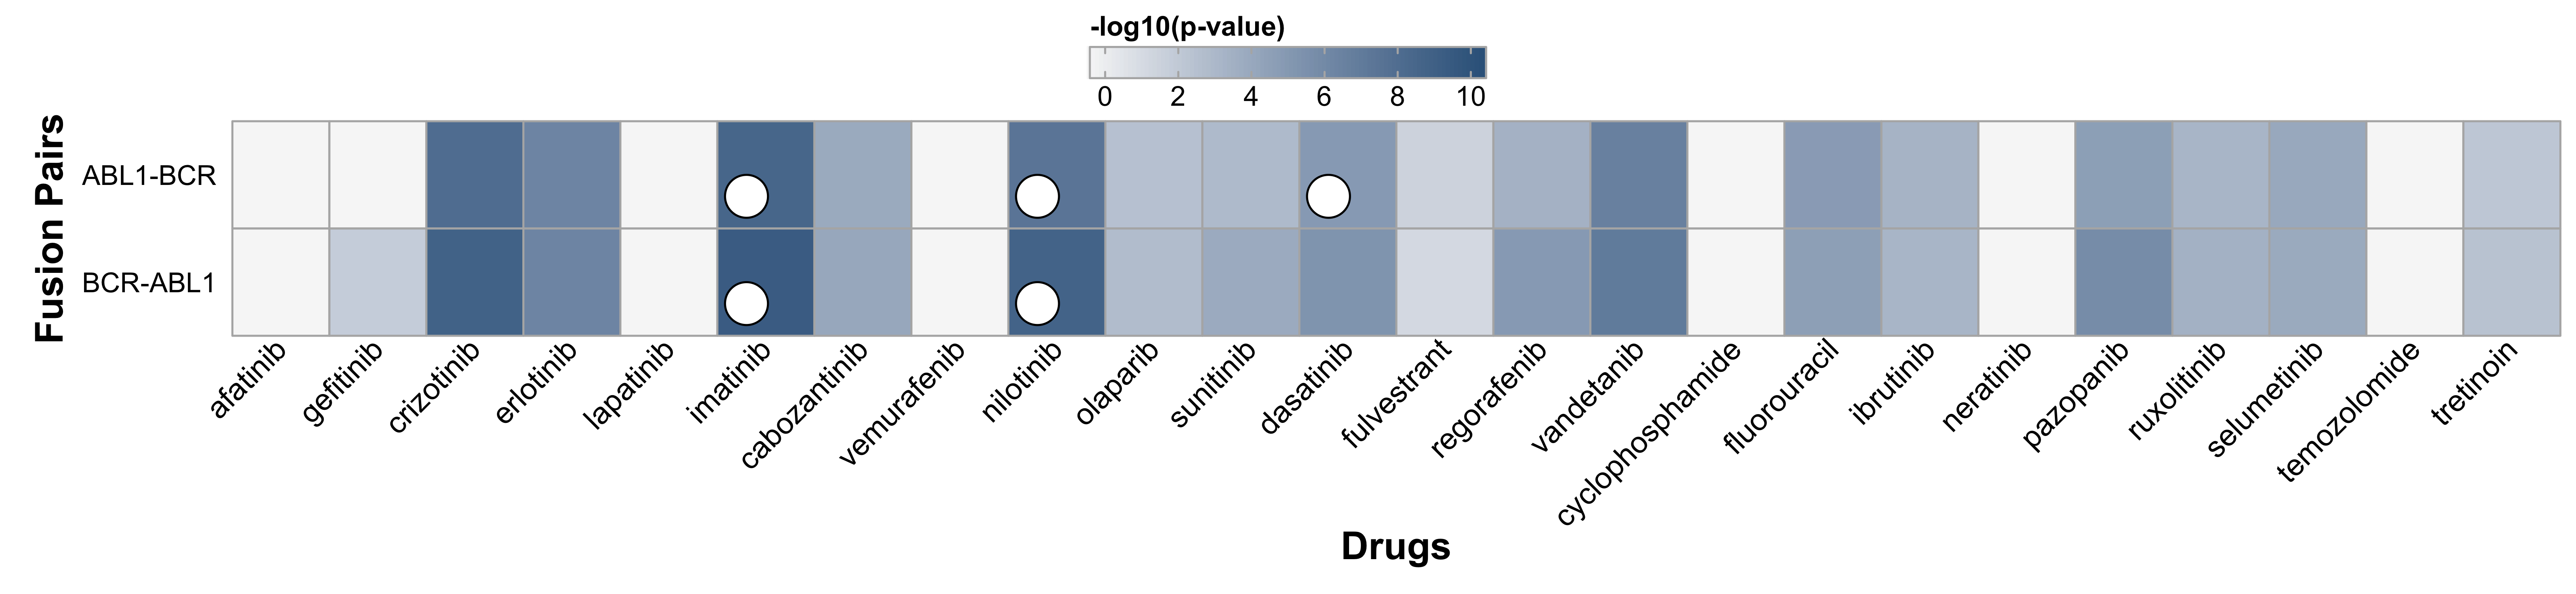 -log10(p-value)
0 2 4 6 8 10
Fusion Pairs
ABL1-BCR
BCR-ABL1
afatinib
gefitinib
crizotinib
erlotinib
lapatinib
imatinib
cabozantinib
vemurafenib
nilotinib
olaparib
sunitinib
dasatinib
fulvestrant
regorafenib
vandetanib
cyclophosphamide
fluorouracil
ibrutinib
neratinib
pazopanib
ruxolitinib
selumetinib
temozolomide
tretinoin
Drugs